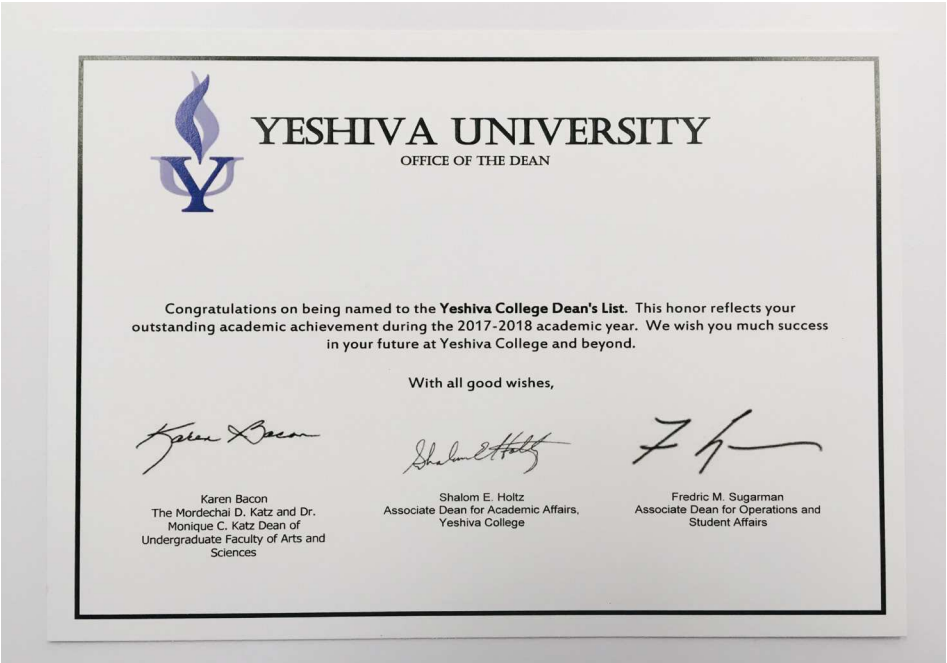 YESHIVA UNIVERSITY
OFFICE OF THE DEAN
Congratulations on being named to the Yeshiva College Dean's List. This honor reflects your
outstanding academic achievement during the 2017-2018 academic year. We wish you much success
in your future at Yeshiva College and beyond.
With all good wishes,
Karen Bacon
Shalom E Holtz
Karen Bacon
The Mordechai D. Katz and Dr.
Monique C. Katz Dean of
Undergraduate Faculty of Arts and
Sciences
Shalom E. Holtz
Associate Dean for Academic Affairs,
Yeshiva College
Fredric M. Sugarman
Associate Dean for Operations and
Student Affairs